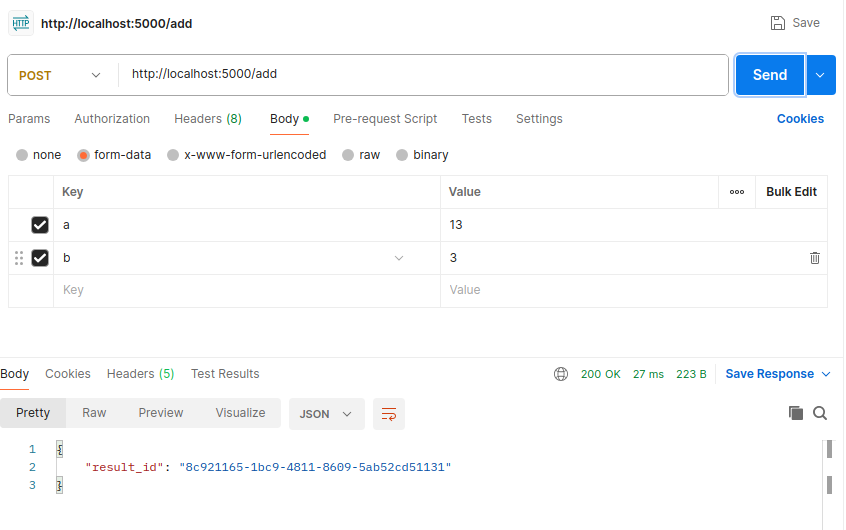 HTTP http://localhost:5000/add Save
POST http://localhost:5000/add Send
Params Authorization Headers (8) Body Pre-request Script Tests Settings Cookies
none form-data x-www-form-urlencoded raw binary
Key Value Bulk Edit
a 13
b 3
Key Value
Body Cookies Headers (5) Test Results 200 OK 27 ms 223 B Save Response
Pretty Raw Preview Visualize JSON
1 {
2 "result_id": "8c921165-1bc9-4811-8609-5ab52cd51131"
3 }